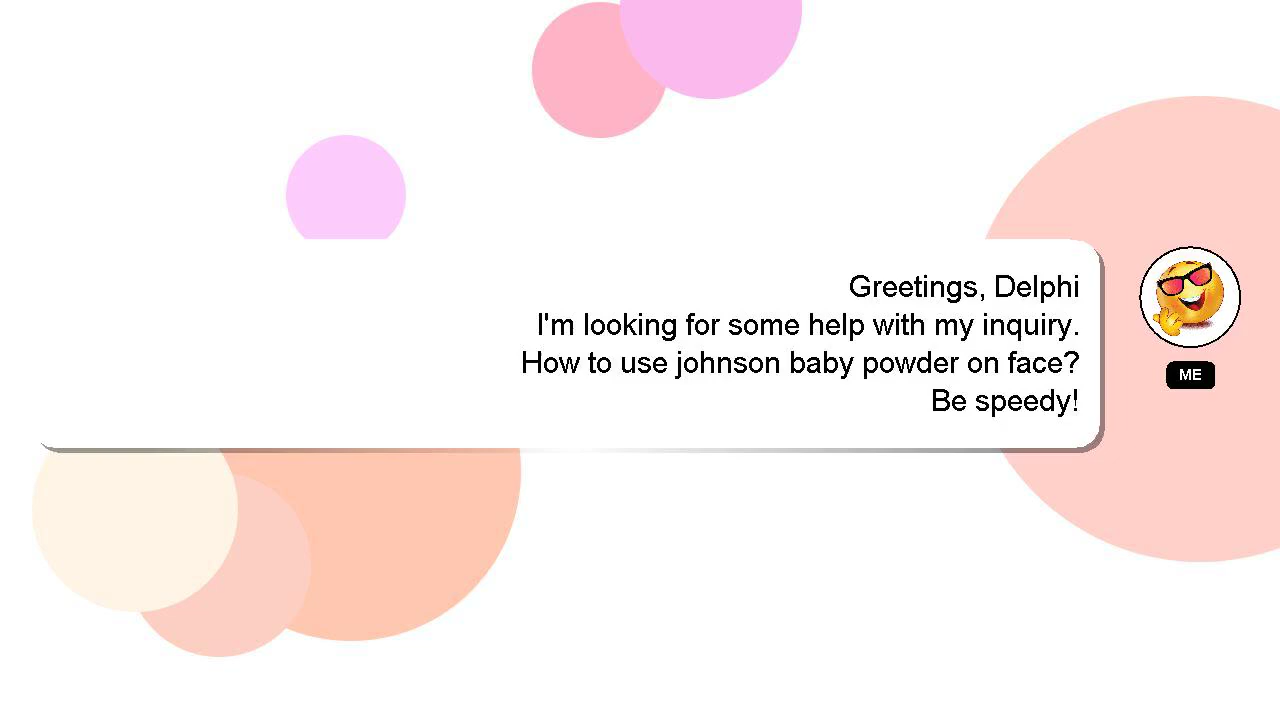 Greetings, Delphi
I'm looking for some help with my inquiry.
How to use johnson baby powder on face?
Be speedy!
ME